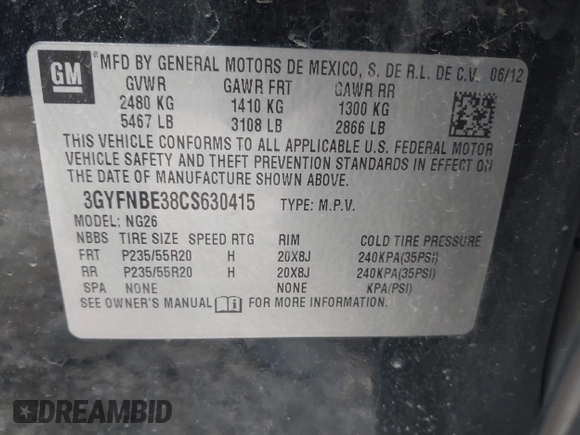 GM
*MFD BY GENERAL MOTORS DE MEXICO, S. DE R.L. DE C.V. 06/12
GVWR GAWR FRT GAWR RR
2480 KG 1410 KG 1300 KG
5467 LB 3108 LB 2866 LB
THIS VEHICLE CONFORMS TO ALL APPLICABLE U.S. FEDERAL MOTOR
VEHICLE SAFETY AND THEFT PREVENTION STANDARDS IN EFFECT ON
THE DATE OF MANUFACTURE SHOWN ABOVE.
3GYFNBE38CS630415 TYPE: M.P.V.
MODEL: NG26
NBBS TIRE SIZE SPEED RTG RIM COLD TIRE PRESSURE
FRT P235/55R20 H 20X8J 240KPA(35PSI)
RR P235/55R20 H 20X8J 240KPA(35PSI)
SPA NONE NONE KPA(PSI)
SEE OWNER'S MANUAL FOR MORE INFORMATION.
DREAMBID